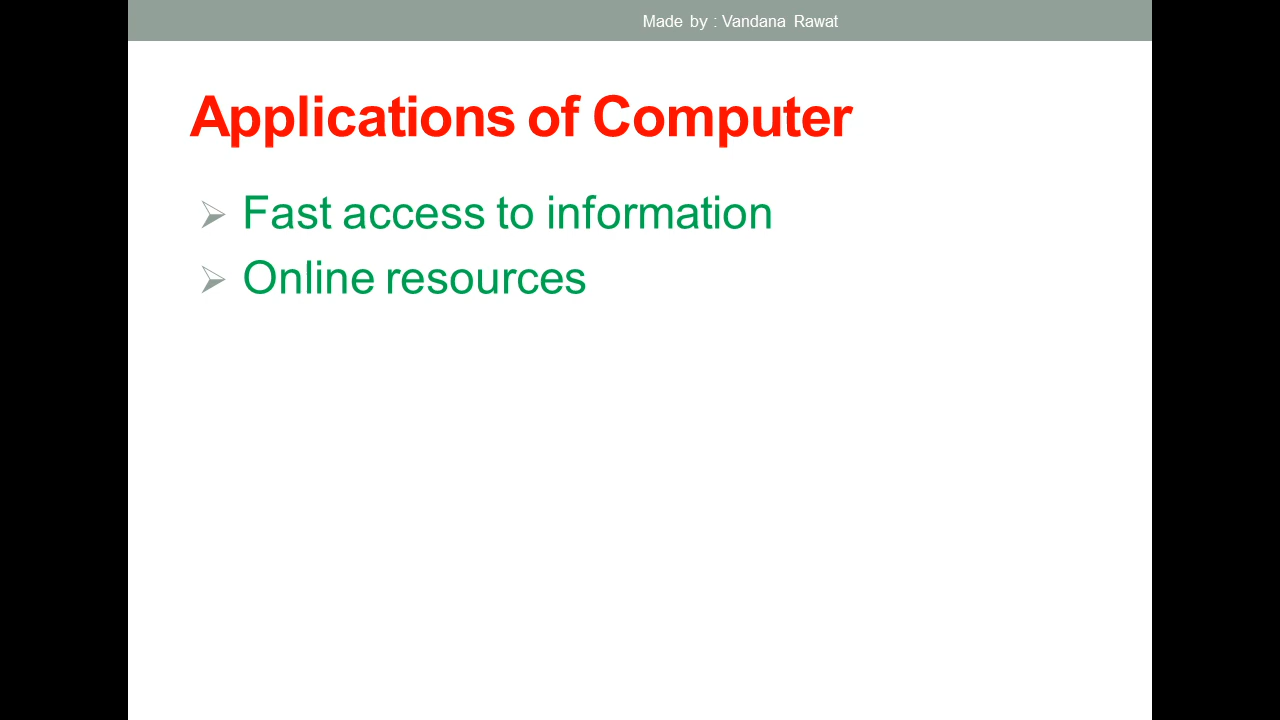 Made by : Vandana Rawat
Applications of Computer
Fast access to information
Online resources